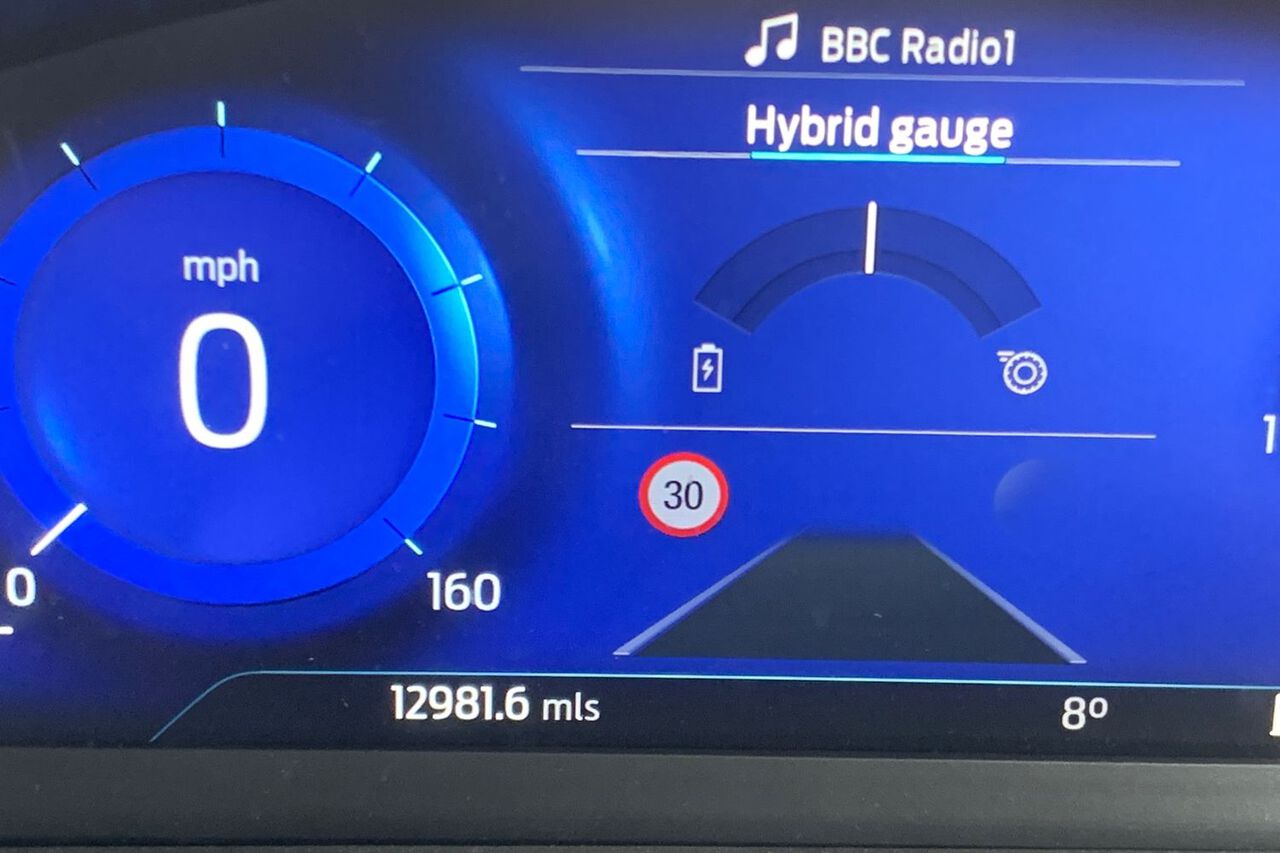 BBC Radio1
Hybrid gauge
mph
0
30
0
160
12981.6 mls
8º